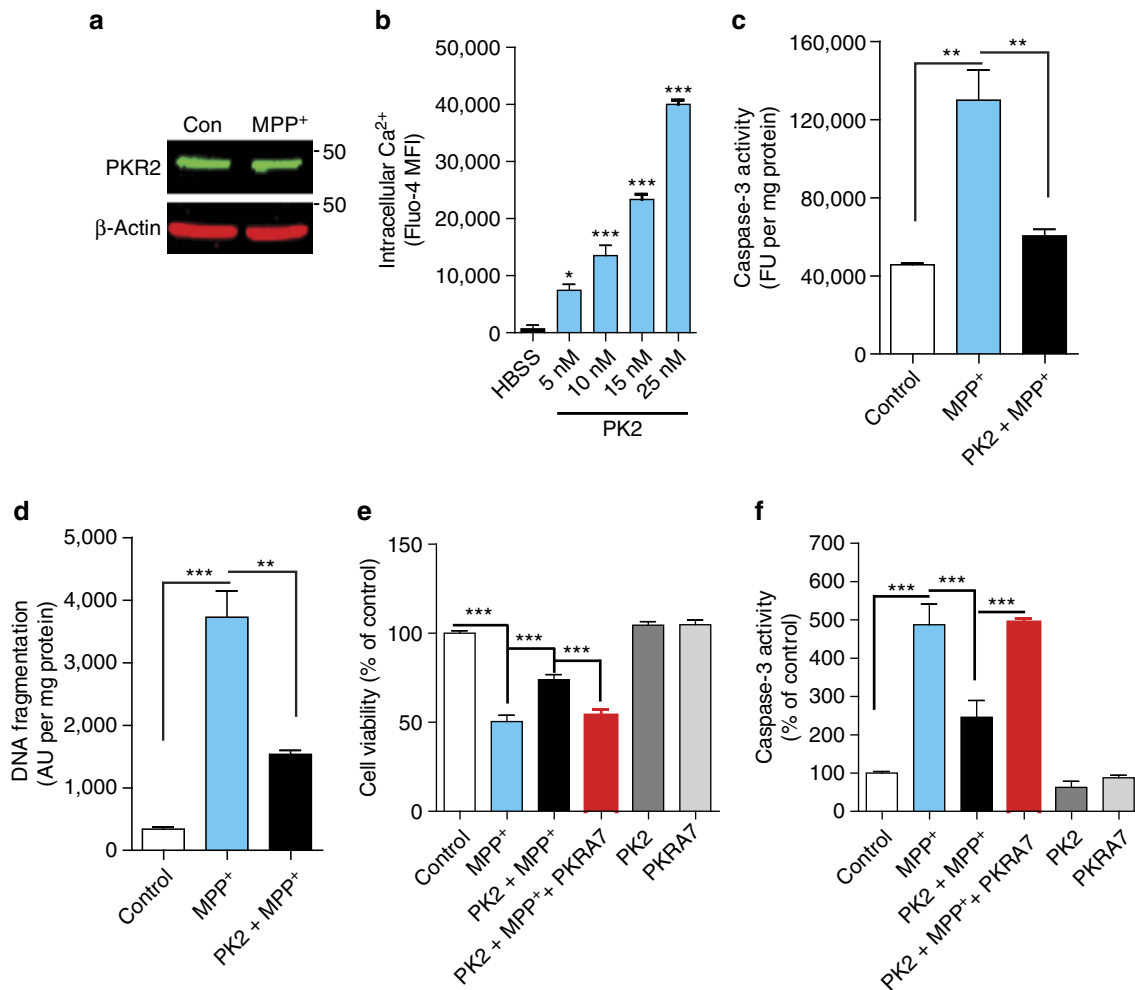 a
Con MPP⁺
PKR2
-50
-50
β-Actin
b
Intracellular Ca²⁺
(Fluo-4 MFI)
50,000
40,000
30,000
20,000
10,000
0
*
***
***
***
HBSS
5 nM
10 nM
15 nM
25 nM
PK2
c
Caspase-3 activity
(FU per mg protein)
160,000
120,000
80,000
40,000
0
** **
Control
MPP⁺
PK2 + MPP⁺
d
DNA fragmentation
(AU per mg protein)
5,000
4,000
3,000
2,000
1,000
0
*** **
Control
MPP⁺
PK2 + MPP⁺
e
Cell viability (% of control)
150
100
50
0
***
***
***
Control
MPP⁺
PK2 + MPP⁺
PK2 + MPP⁺ + PKRA7
PK2
PKRA7
f
Caspase-3 activity
(% of control)
700
600
500
400
300
200
100
0
***
***
***
Control
MPP⁺
PK2 + MPP⁺
PK2 + MPP⁺ + PKRA7
PK2
PKRA7